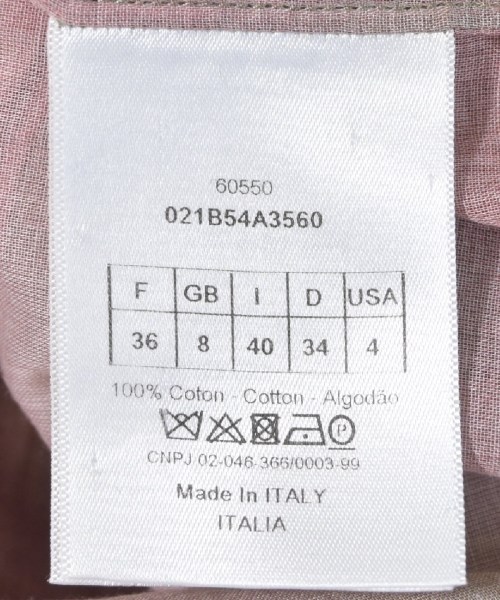 60550
021B54A3560
F GB I D USA
36 8 40 34 4
100% Coton - Cotton - Algodão
P
CNPJ 02-046-366/0003-99
Made In ITALY
ITALIA